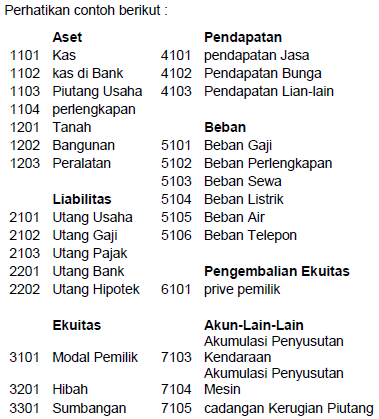 Perhatikan contoh berikut :
Aset Pendapatan
1101 Kas 4101 pendapatan Jasa
1102 kas di Bank 4102 Pendapatan Bunga
1103 Piutang Usaha 4103 Pendapatan Lian-lain
1104 perlengkapan
1201 Tanah Beban
1202 Bangunan 5101 Beban Gaji
1203 Peralatan 5102 Beban Perlengkapan
5103 Beban Sewa
Liabilitas 5104 Beban Listrik
2101 Utang Usaha 5105 Beban Air
2102 Utang Gaji 5106 Beban Telepon
2103 Utang Pajak
2201 Utang Bank Pengembalian Ekuitas
2202 Utang Hipotek 6101 prive pemilik
Ekuitas Akun-Lain-Lain
Akumulasi Penyusutan
3101 Modal Pemilik 7103 Kendaraan
Akumulasi Penyusutan
3201 Hibah 7104 Mesin
3301 Sumbangan 7105 cadangan Kerugian Piutang